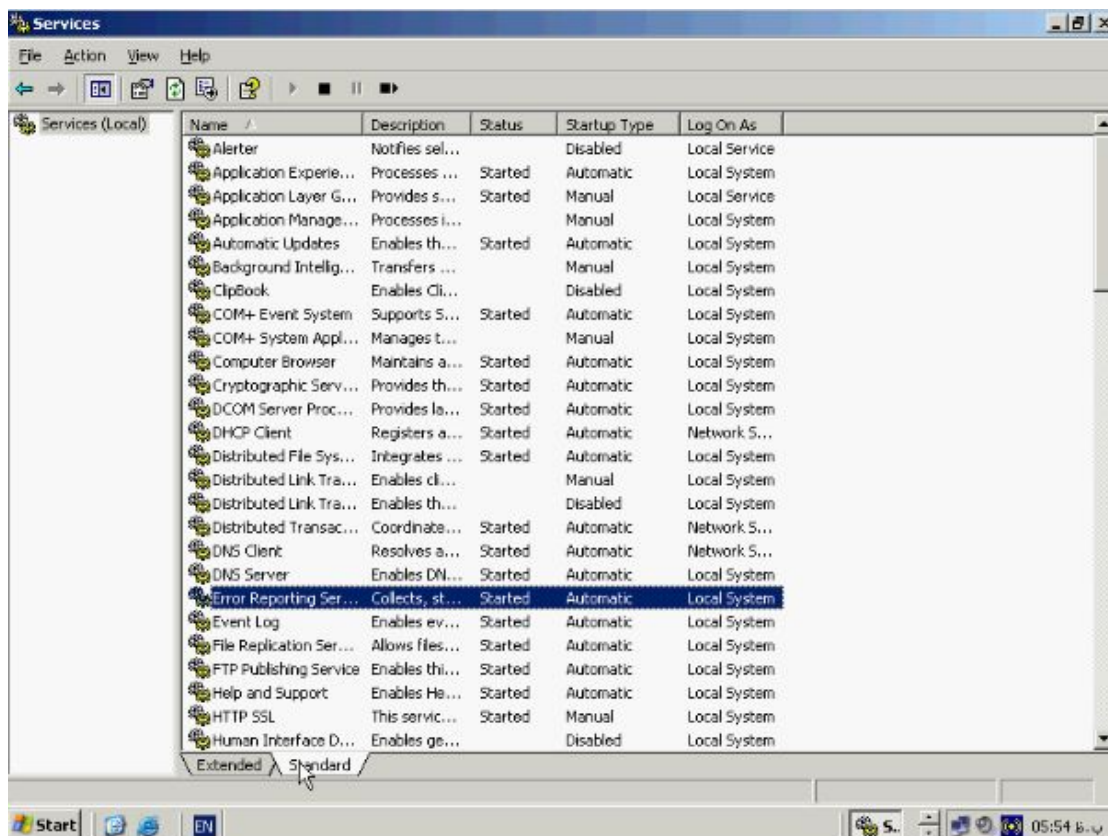 Services
File Action View Help
Services (Local)
Name Description Status Startup Type Log On As
Alerter Notifies sel... Disabled Local Service
Application Experie... Processes ... Started Automatic Local System
Application Layer G... Provides s... Started Manual Local Service
Application Manage... Processes i... Manual Local System
Automatic Updates Enables th... Started Automatic Local System
Background Intellig... Transfers ... Manual Local System
ClipBook Enables Cli... Disabled Local System
COM+ Event System Supports S... Started Automatic Local System
COM+ System Appl... Manages t... Manual Local System
Computer Browser Maintains a... Started Automatic Local System
Cryptographic Serv... Provides th... Started Automatic Local System
DCOM Server Proc... Provides la... Started Automatic Local System
DHCP Client Registers a... Started Automatic Network S...
Distributed File Sys... Integrates ... Started Automatic Local System
Distributed Link Tra... Enables cli... Manual Local System
Distributed Link Tra... Enables th... Disabled Local System
Distributed Transac... Coordinate... Started Automatic Network S...
DNS Client Resolves a... Started Automatic Network S...
DNS Server Enables DN... Started Automatic Local System
Error Reporting Ser... Collects, st... Started Automatic Local System
Event Log Enables ev... Started Automatic Local System
File Replication Ser... Allows files... Started Automatic Local System
FTP Publishing Service Enables thi... Started Automatic Local System
Help and Support Enables He... Started Automatic Local System
HTTP SSL This servic... Started Manual Local System
Human Interface D... Enables ge... Disabled Local System
Extended Standard
Start EN S.. 05:54